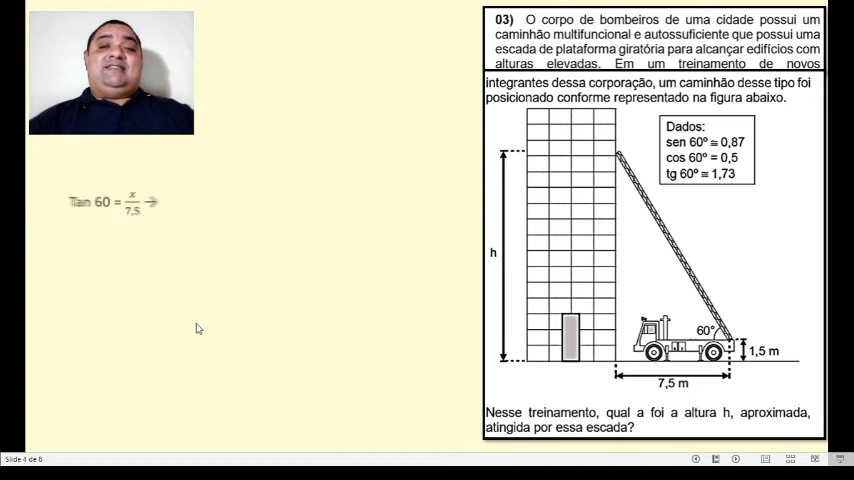 03) O corpo de bombeiros de uma cidade possui um
caminhão multifuncional e autossuficiente que possui uma
escada de plataforma giratória para alcançar edifícios com
alturas elevadas. Em um treinamento de novos
integrantes dessa corporação, um caminhão desse tipo foi
posicionado conforme representado na figura abaixo.
Dados:
sen 60º ≅ 0,87
cos 60º = 0,5
tg 60º ≅ 1,73
Tan 60 = x/7,5 →
h
60°
1,5 m
7,5 m
Nesse treinamento, qual a foi a altura h, aproximada,
atingida por essa escada?
Slide 4 de 8